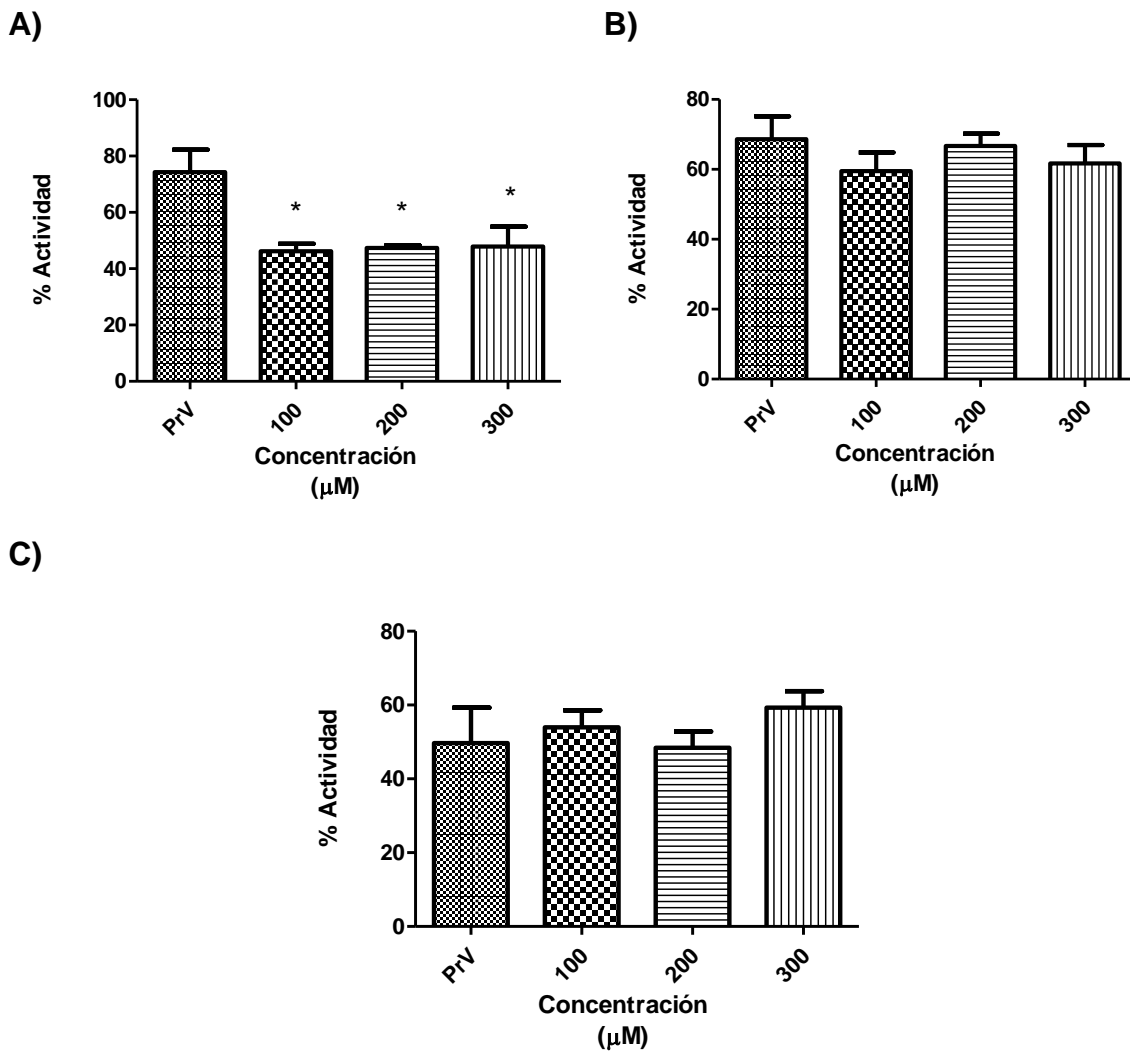 A)
% Actividad
100
80
60
40
20
0
*
*
*
PrV
100
200
300
Concentración
(μM)
B)
% Actividad
80
60
40
20
0
PrV
100
200
300
Concentración
(μM)
C)
% Actividad
80
60
40
20
0
PrV
100
200
300
Concentración
(μM)